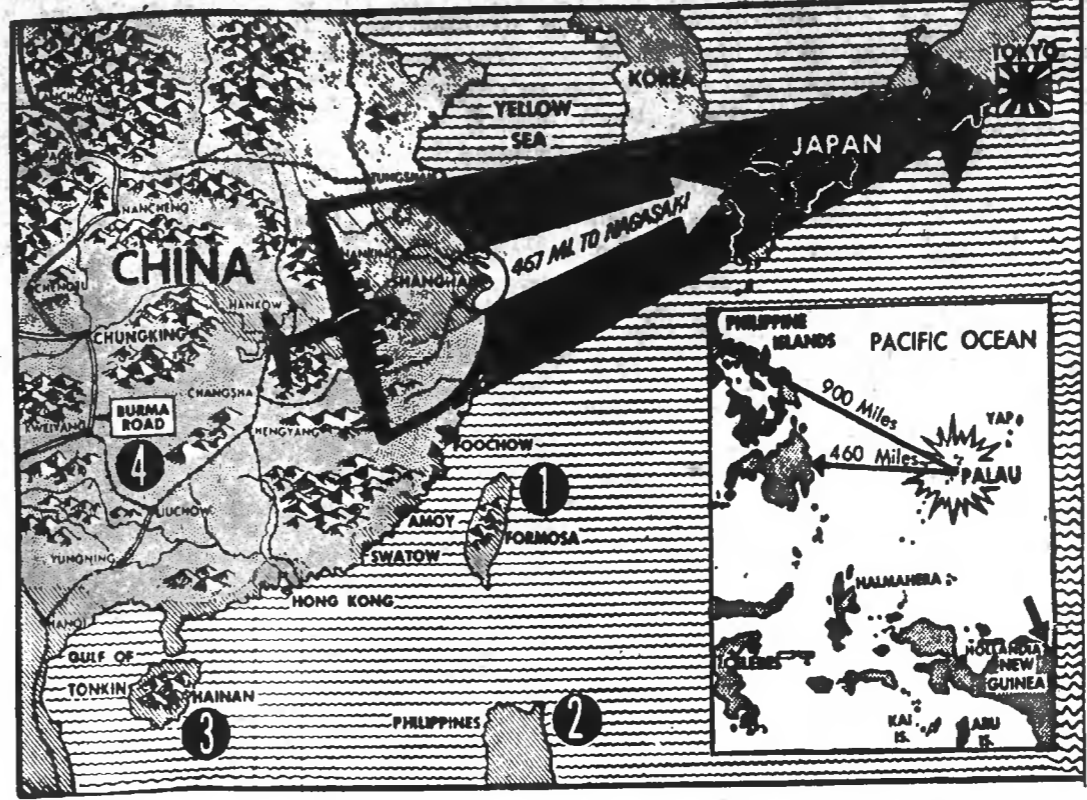 TOKYO
KOREA
YELLOW
SEA
JAPAN
467 MI. TO NAGASAKI
NANCHENG
CHINA
SHANGHAI
HANKOW
CHUNGKING
CHANGSHA
BURMA
ROAD
4
HENGYANG
FOOCHOW
1
LIUCHOW
AMOY
FORMOSA
SWATOW
YUNGNING
HONG KONG
HANOI
GULF OF
TONKIN
HAINAN
3
PHILIPPINES
2
PHILIPPINE
ISLANDS
PACIFIC OCEAN
900 Miles
YAP
460 Miles
PALAU
HALMAHERA
CELEBES
HOLLANDIA
NEW
GUINEA
KAI
IS.
ARU
IS.